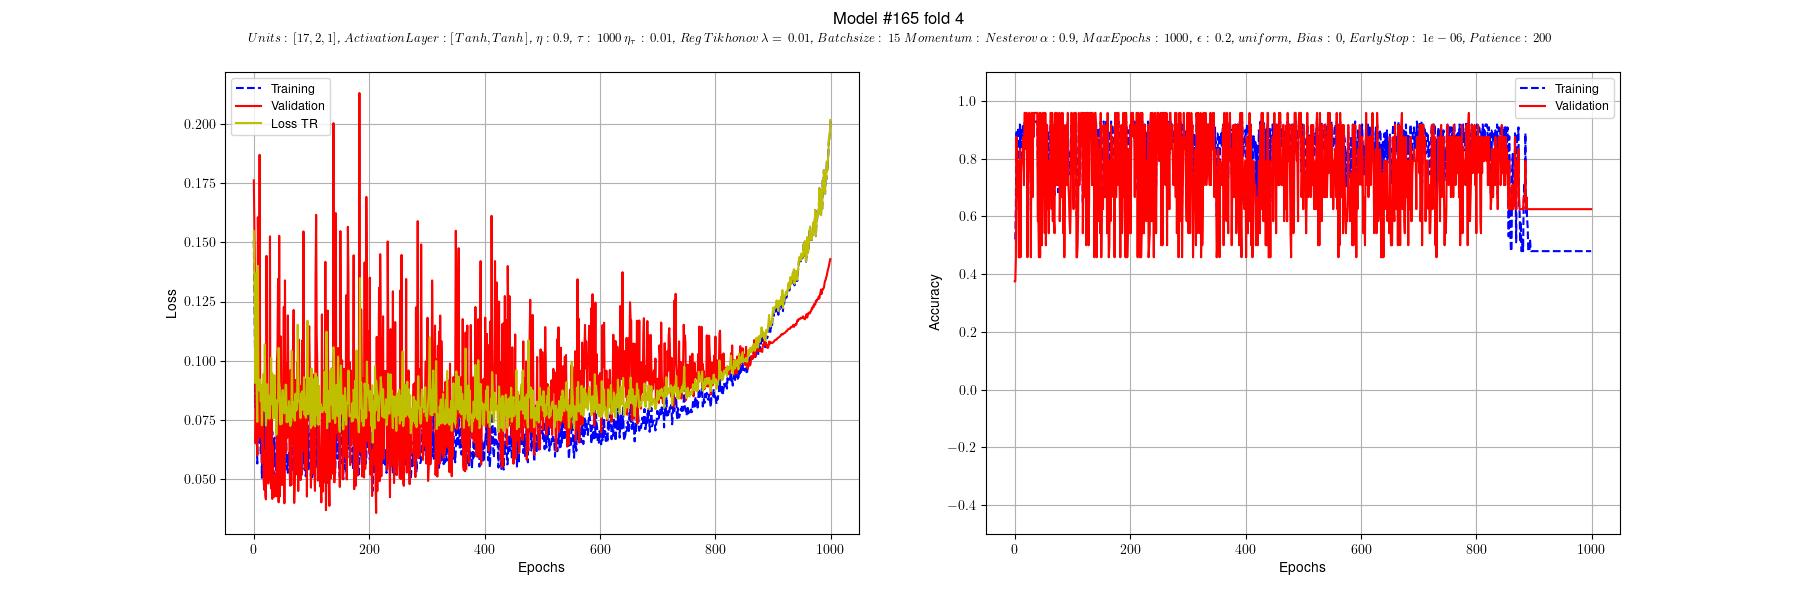 Model #165 fold 4
Units : [17, 2, 1], ActivationLayer : [Tanh, Tanh], η : 0.9, τ : 1000 η_τ : 0.01, Reg Tikhonov λ = 0.01, Batchsize : 15 Momentum : Nesterov α : 0.9, MaxEpochs : 1000, ϵ : 0.2, uniform, Bias : 0, EarlyStop : 1e − 06, Patience : 200
Training
Validation
Loss TR
0.200
0.175
0.150
0.125
0.100
0.075
0.050
Loss
0 200 400 600 800 1000
Epochs
Training
Validation
1.0
0.8
0.6
0.4
0.2
0.0
−0.2
−0.4
Accuracy
0 200 400 600 800 1000
Epochs